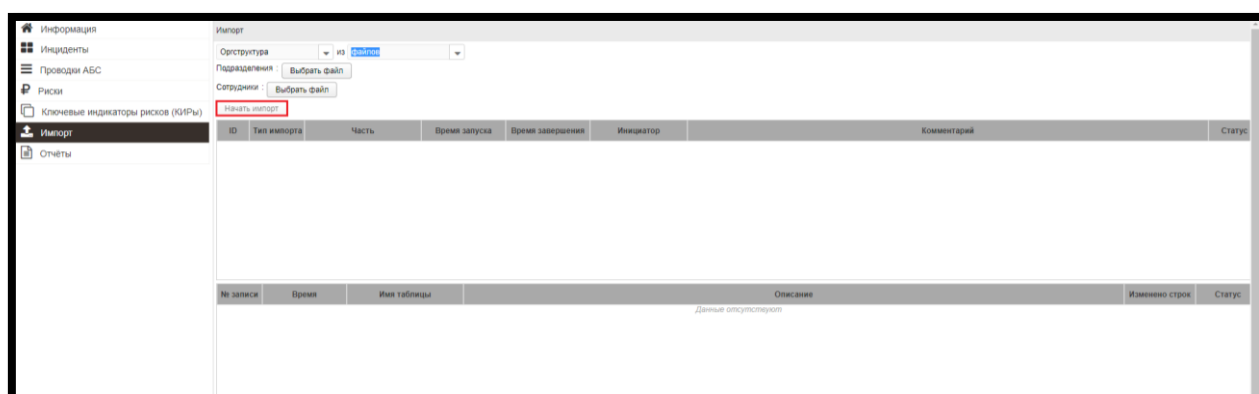 Информация
Инциденты
Проводки АБС
Риски
Ключевые индикаторы рисков (КИРы)
Импорт
Отчёты
Импорт
Оргструктура из файлов
Подразделения : Выбрать файл
Сотрудники : Выбрать файл
Начать импорт
ID Тип импорта Часть Время запуска Время завершения Инициатор Комментарий Статус
№ записи Время Имя таблицы Описание Изменено строк Статус
Данные отсутствуют